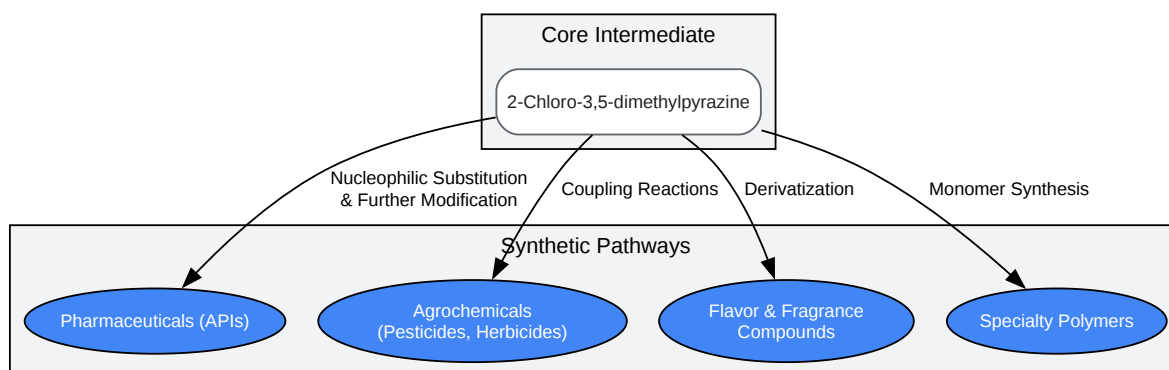 Core Intermediate
2-Chloro-3,5-dimethylpyrazine
Nucleophilic Substitution
& Further Modification
Coupling Reactions
Derivatization
Monomer Synthesis
Synthetic Pathways
Pharmaceuticals (APIs)
Agrochemicals
(Pesticides, Herbicides)
Flavor & Fragrance
Compounds
Specialty Polymers